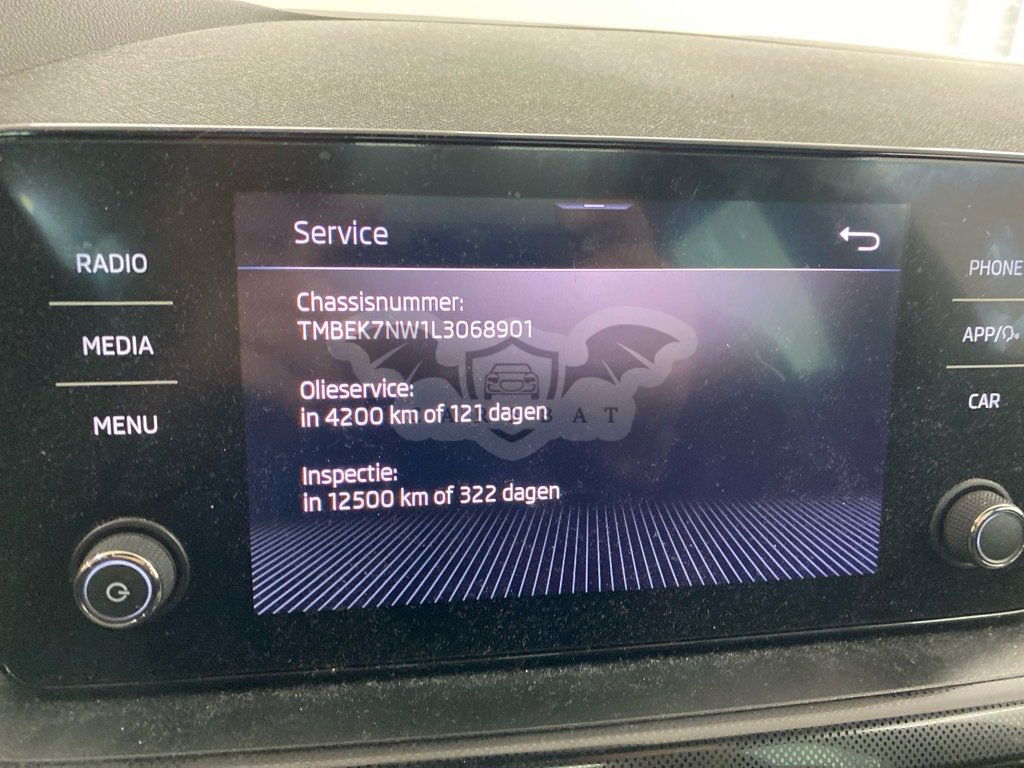 Service
RADIO
MEDIA
MENU
Chassisnummer:
TMBEK7NW1L3068901
Olieservice:
in 4200 km of 121 dagen
Inspectie:
in 12500 km of 322 dagen
PHONE
APP/
CAR
BAT